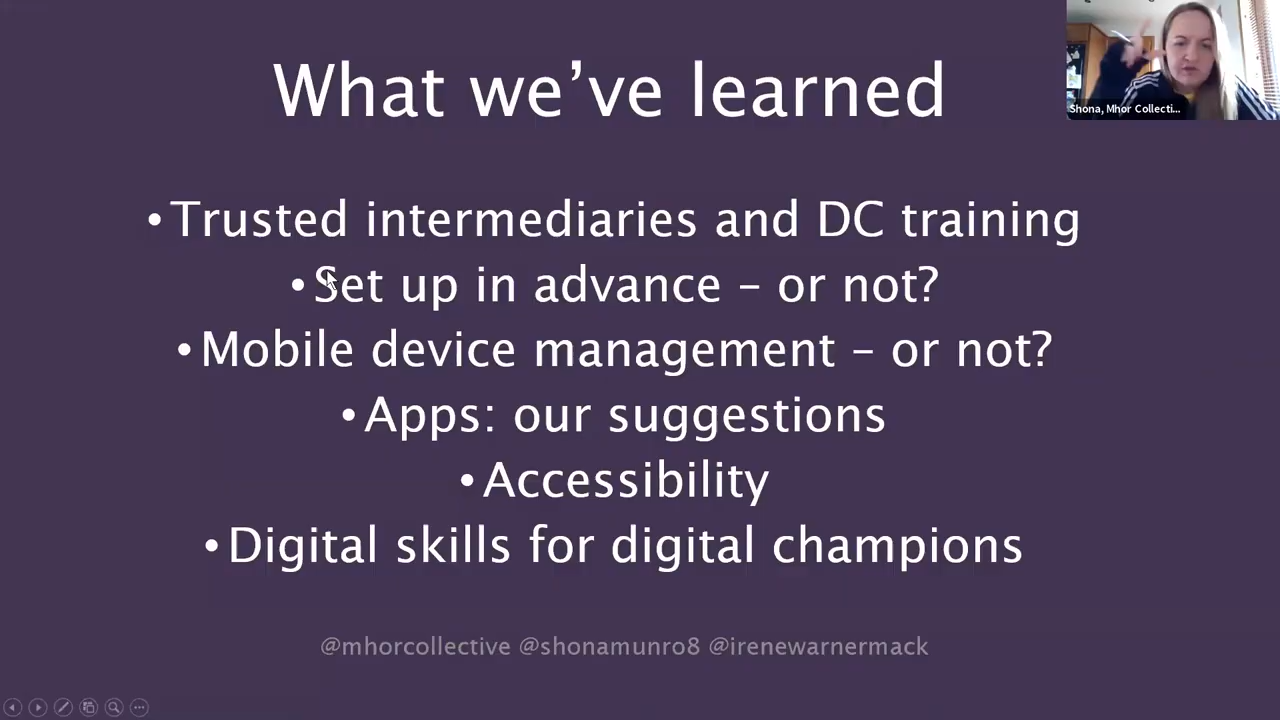 What we’ve learned
Shona, Mhor Collecti...
• Trusted intermediaries and DC training
• Set up in advance – or not?
• Mobile device management – or not?
• Apps: our suggestions
• Accessibility
• Digital skills for digital champions
@mhorcollective @shonamunro8 @irenewarnermack